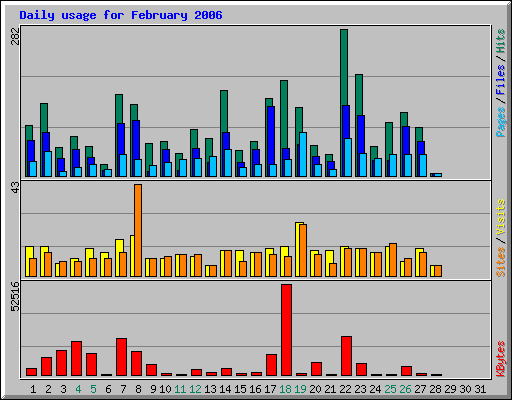 Daily usage for February 2006
282
Pages / Files / Hits
43
Sites / Visits
52516
KBytes
1 2 3 4 5 6 7 8 9 10 11 12 13 14 15 16 17 18 19 20 21 22 23 24 25 26 27 28 29 30 31